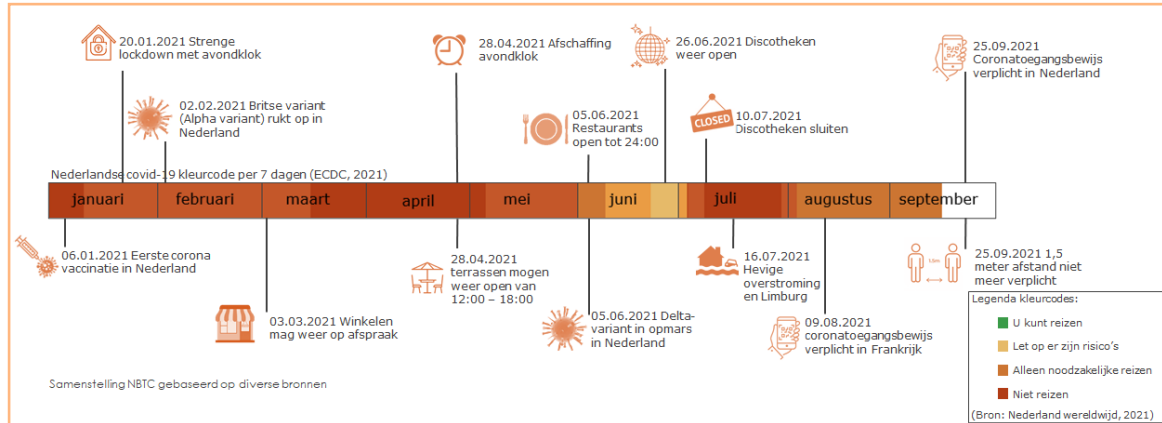 20.01.2021 Strenge
lockdown met avondklok
02.02.2021 Britse variant
(Alpha variant) rukt op in
Nederland
28.04.2021 Afschaffing
avondklok
05.06.2021
Restaurants
open tot 24:00
26.06.2021 Discotheken
weer open
CLOSED
10.07.2021
Discotheken sluiten
25.09.2021
Coronatoegangsbewijs
verplicht in Nederland
Nederlandse covid-19 kleurcode per 7 dagen (ECDC, 2021)
januari februari maart april mei juni juli augustus september
06.01.2021 Eerste corona
vaccinatie in Nederland
03.03.2021 Winkelen
mag weer op afspraak
28.04.2021
terrassen mogen
weer open van
12:00 – 18:00
05.06.2021 Delta-
variant in opmars
in Nederland
16.07.2021
Hevige
overstroming
en Limburg
09.08.2021
coronatoegangsbewijs
verplicht in Frankrijk
25.09.2021 1,5
meter afstand niet
meer verplicht
Legenda kleurcodes:
U kunt reizen
Let op er zijn risico's
Alleen noodzakelijke reizen
Niet reizen
(Bron: Nederland wereldwijd, 2021)
Samenstelling NBTC gebaseerd op diverse bronnen